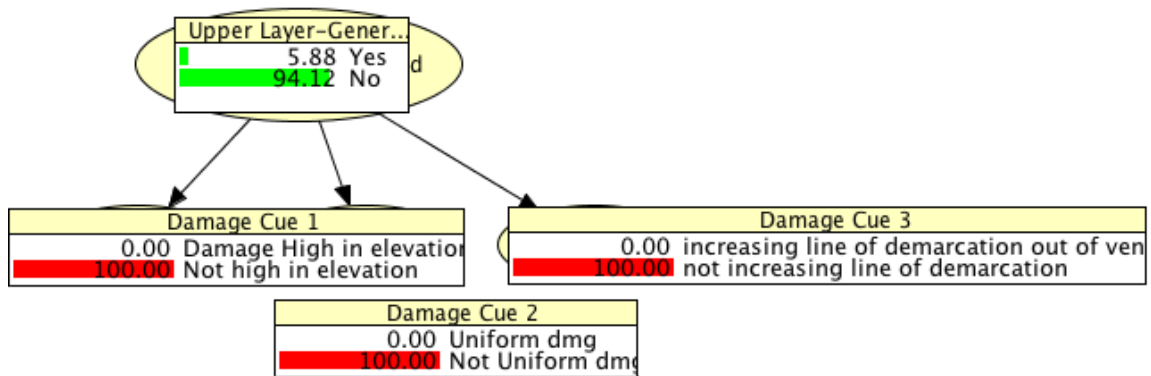 Upper Layer-Gener...
5.88 Yes
94.12 No
d
Damage Cue 1
0.00 Damage High in elevation
100.00 Not high in elevation
Damage Cue 3
0.00 increasing line of demarcation out of ven
100.00 not increasing line of demarcation
Damage Cue 2
0.00 Uniform dmg
100.00 Not Uniform dmg